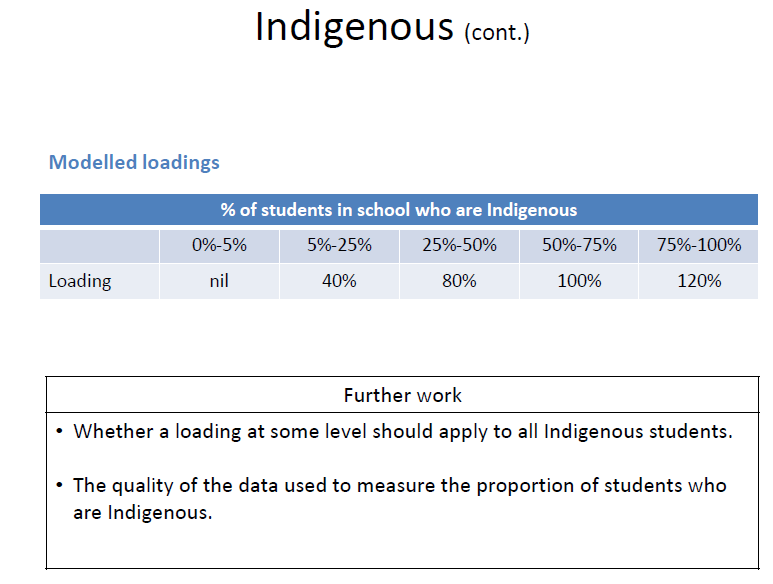 Indigenous (cont.)
Modelled loadings
% of students in school who are Indigenous
0%-5% 5%-25% 25%-50% 50%-75% 75%-100%
Loading nil 40% 80% 100% 120%
Further work
• Whether a loading at some level should apply to all Indigenous students.
• The quality of the data used to measure the proportion of students who
are Indigenous.